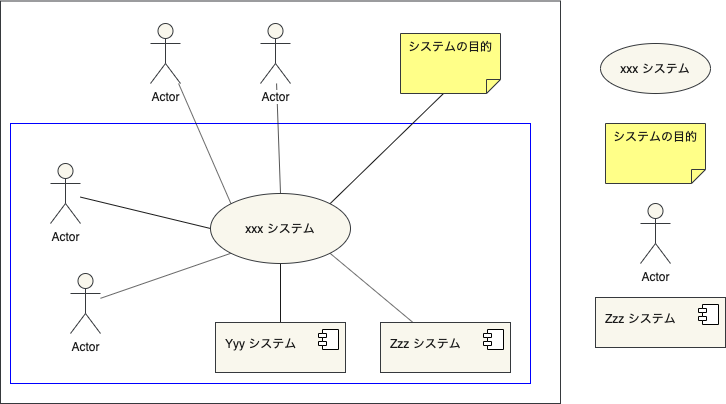 システムの目的
xxx システム
Actor
Actor
システムの目的
Actor
xxx システム
Actor
Actor
Yyy システム
Zzz システム
Zzz システム